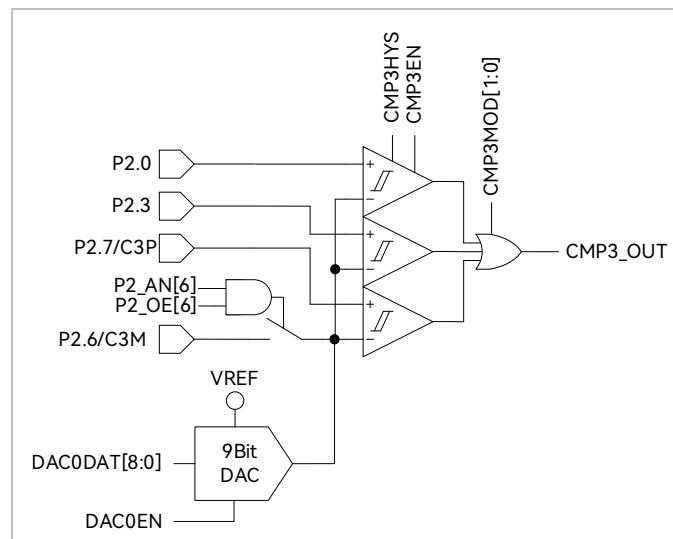 CMP3HYS
CMP3EN
CMP3MOD[1:0]
P2.0
P2.3
P2.7/C3P
P2_AN[6]
P2_OE[6]
P2.6/C3M
+
−
+
−
+
−
CMP3_OUT
VREF
DAC0DAT[8:0]
9Bit
DAC
DAC0EN